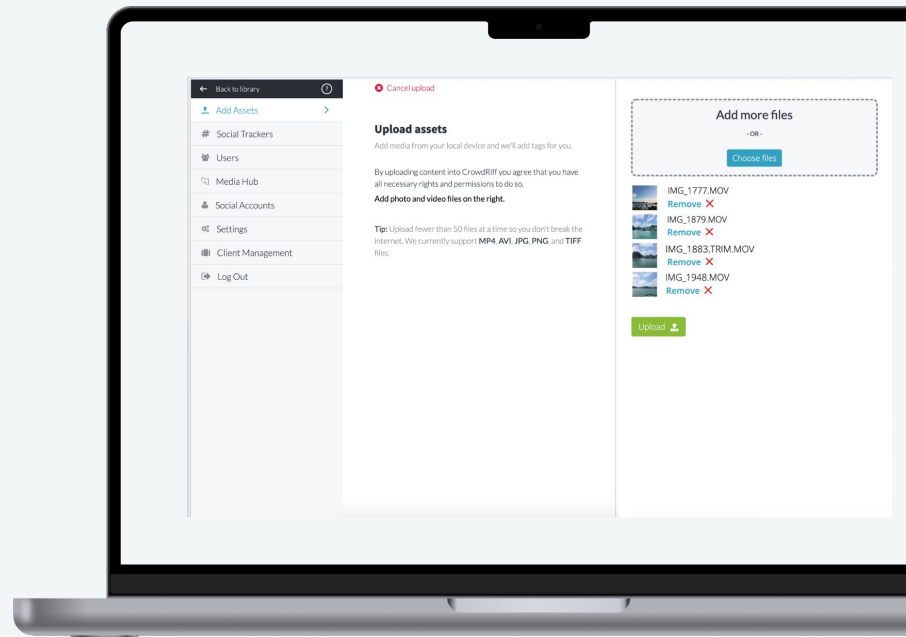 Back to library
?
Add Assets
Social Trackers
Users
Media Hub
Social Accounts
Settings
Client Management
Log Out
Cancel upload
Upload assets
Add media from your local device and we'll add tags for you.
By uploading content into CrowdRiff you agree that you have
all necessary rights and permissions to do so.
Add photo and video files on the right.
Tip: Upload fewer than 50 files at a time so you don't break the
internet. We currently support MP4, AVI, JPG, PNG, and TIFF
files.
Add more files
- OR -
Choose files
IMG_1777.MOV
Remove
IMG_1879.MOV
Remove
IMG_1883.TRIM.MOV
Remove
IMG_1948.MOV
Remove
Upload